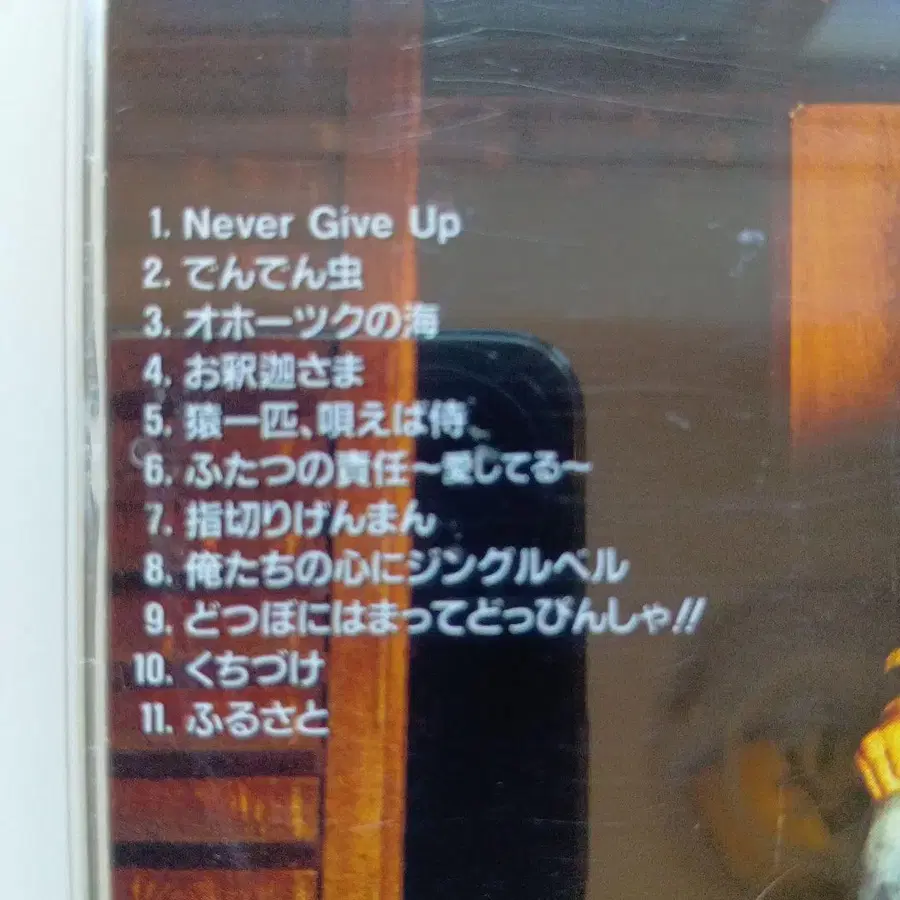 1. Never Give Up
2. でんでん虫
3. オホーツクの海
4. お釈迦さま
5. 猿一匹、唄えば侍
6. ふたつの責任～愛してる～
7. 指切りげんまん
8. 俺たちの心にジングルベル
9. どつぼにはまってどっぴんしゃ!!
10. くちづけ
11. ふるさと